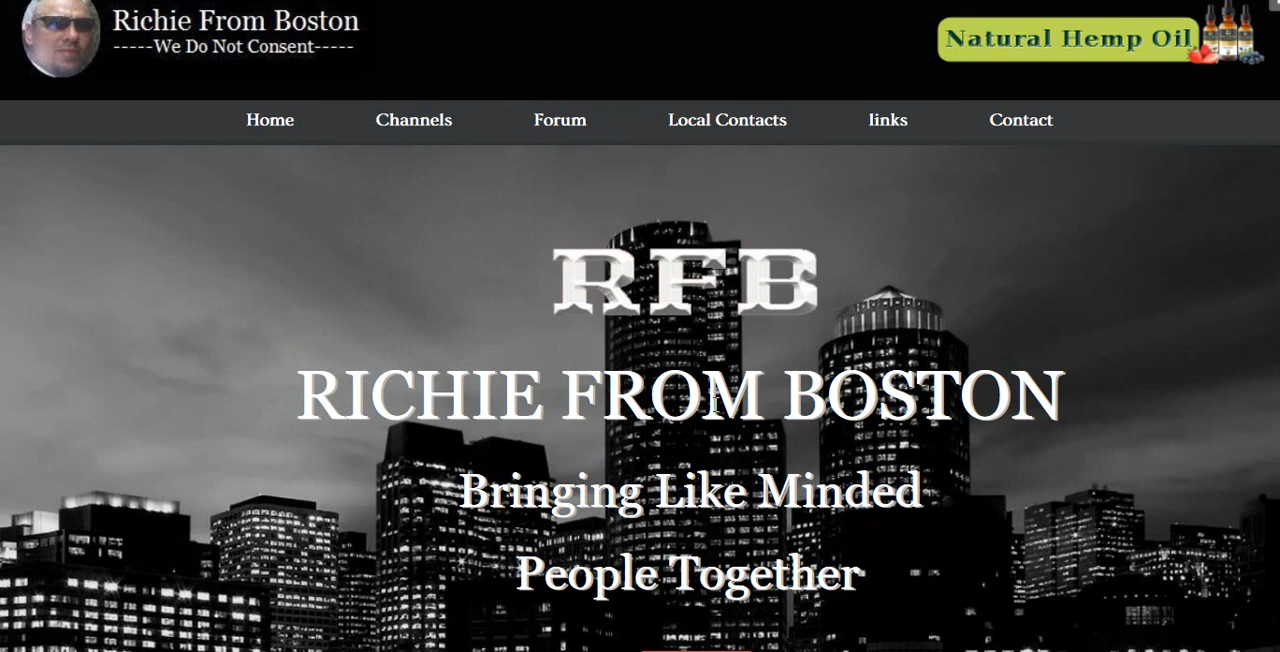 Richie From Boston
-----We Do Not Consent-----
Natural Hemp Oil
Home Channels Forum Local Contacts links Contact
RFB
RICHIE FROM BOSTON
Bringing Like Minded
People Together